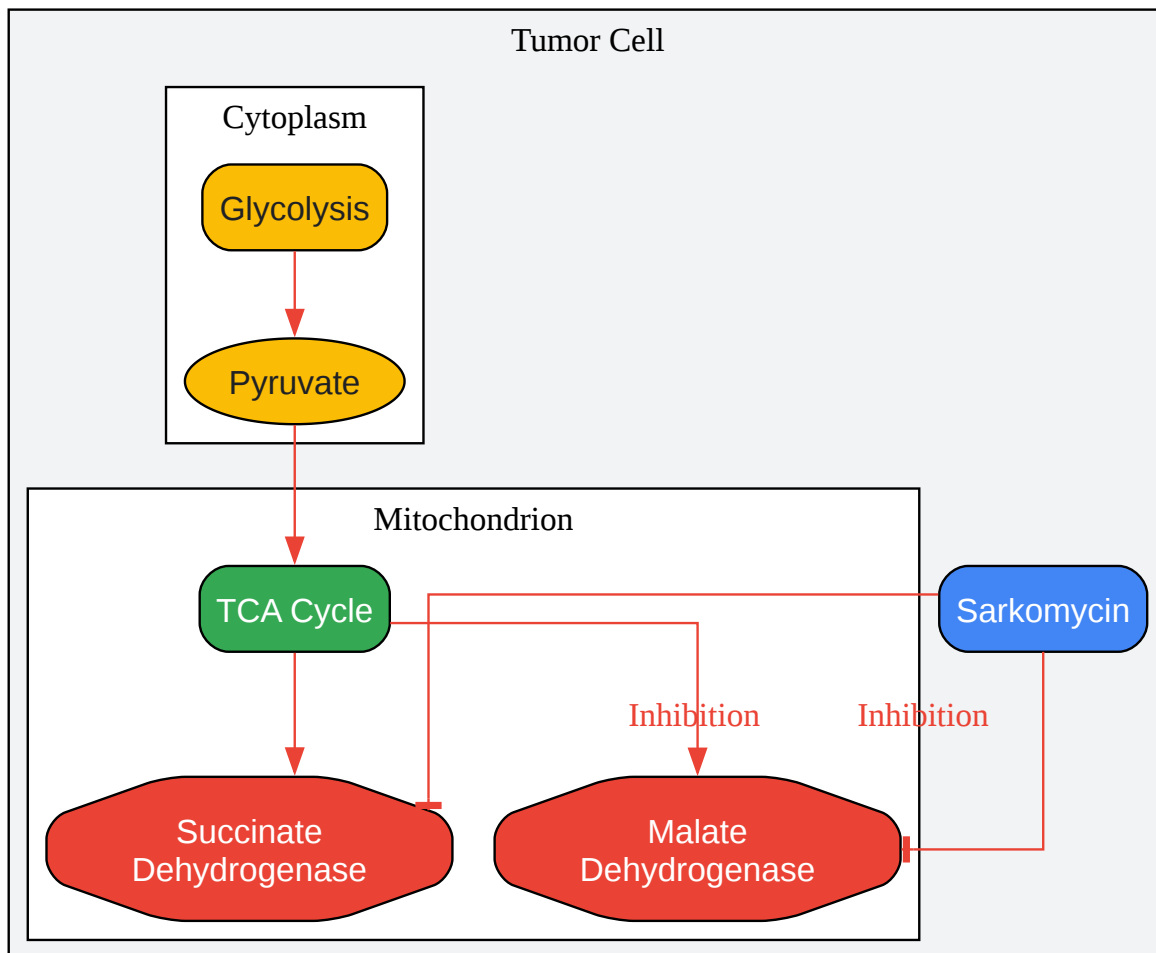 Tumor Cell
Cytoplasm
Glycolysis
Pyruvate
Mitochondrion
TCA Cycle
Sarkomycin
Inhibition
Inhibition
Succinate
Dehydrogenase
Malate
Dehydrogenase